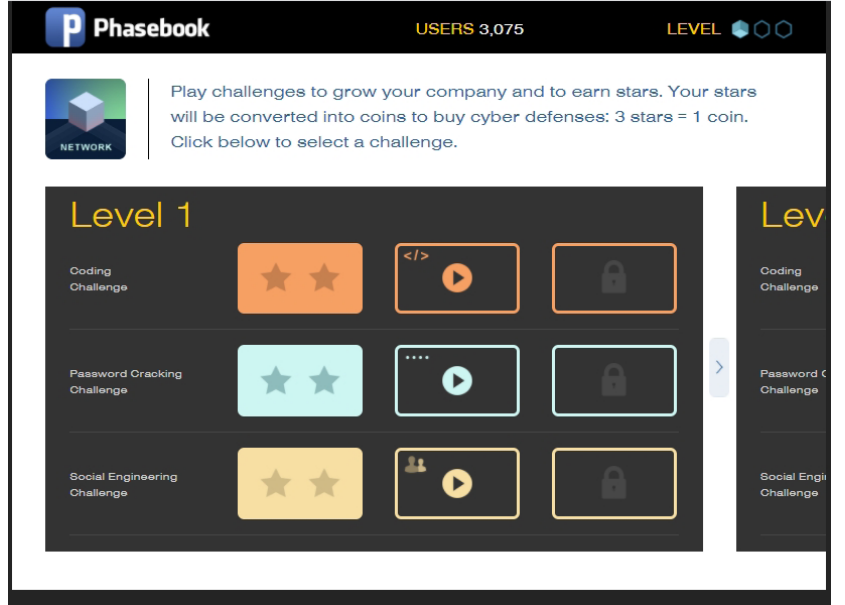 Phasebook
USERS 3,075
LEVEL
NETWORK
Play challenges to grow your company and to earn stars. Your stars
will be converted into coins to buy cyber defenses: 3 stars = 1 coin.
Click below to select a challenge.
Level 1
Coding
Challenge
</>
Password Cracking
Challenge
Social Engineering
Challenge
Lev
Coding
Challenge
Password C
Challenge
Social Engi
Challenge